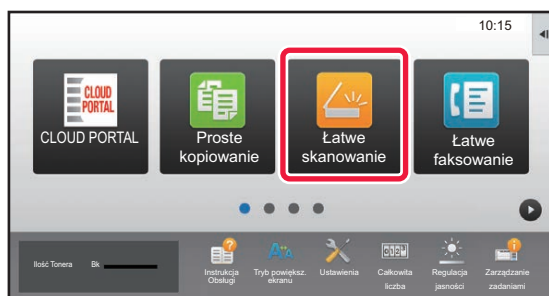 10:15
CLOUD
PORTAL
CLOUD PORTAL
Proste
kopiowanie
Łatwe
skanowanie
Łatwe
faksowanie
Ilość Tonera
Bk
Instrukcja
Obsługi
Tryb powiększ.
ekranu
Ustawienia
Całkowita
liczba
Regulacja
jasności
Zarządzanie
zadaniami